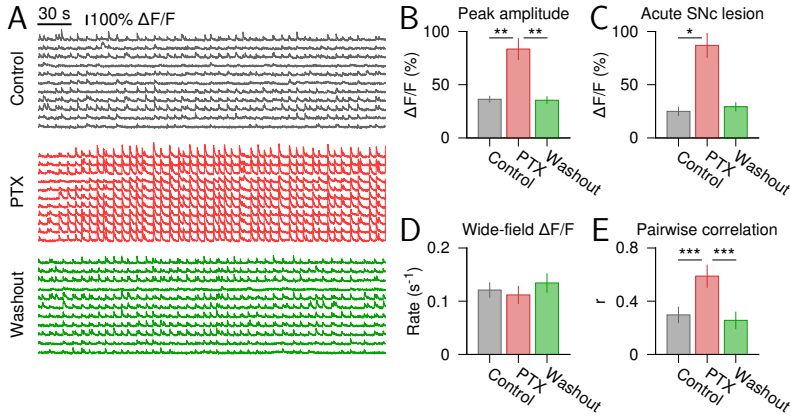 A
30 s
100% ΔF/F
Control
PTX
Washout
B
Peak amplitude
ΔF/F (%)
100
50
0
**
**
Control
PTX
Washout
C
Acute SNc lesion
ΔF/F (%)
100
50
0
*
Control
PTX
Washout
D
Wide-field ΔF/F
Rate (s⁻¹)
0.2
0.1
0
Control
PTX
Washout
E
Pairwise correlation
r
0.8
0.4
0
***
***
Control
PTX
Washout